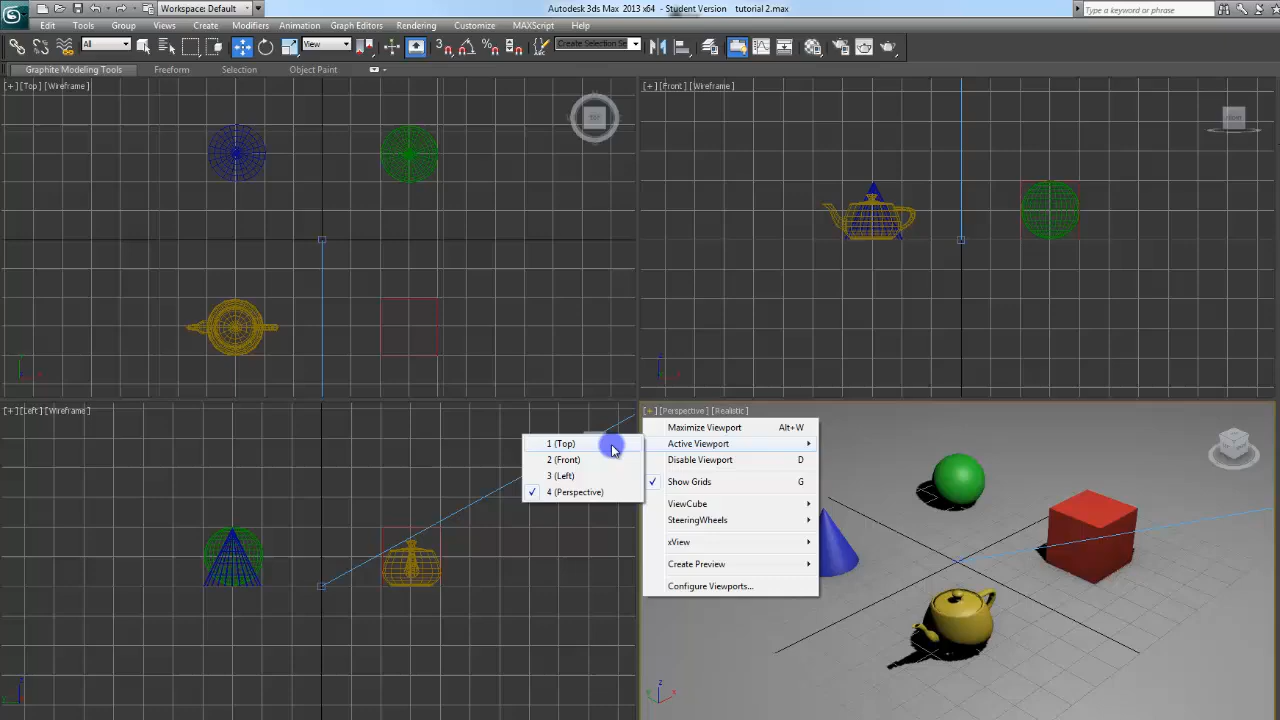 Workspace: Default
Autodesk 3ds Max 2013 x64 - Student Version tutorial 2.max
Type a keyword or phrase
Edit Tools Group Views Create Modifiers Animation Graph Editors Rendering Customize MAXScript Help
All View 3 Create Selection Se
Graphite Modeling Tools Freeform Selection Object Paint
[+] [Top] [Wireframe]
TOP
[+] [Front] [Wireframe]
FRONT
[+] [Left] [Wireframe]
[+] [Perspective] [Realistic]
Maximize Viewport Alt+W
Active Viewport
Disable Viewport D
Show Grids G
ViewCube
SteeringWheels
xView
Create Preview
Configure Viewports...
1 (Top)
2 (Front)
3 (Left)
4 (Perspective)